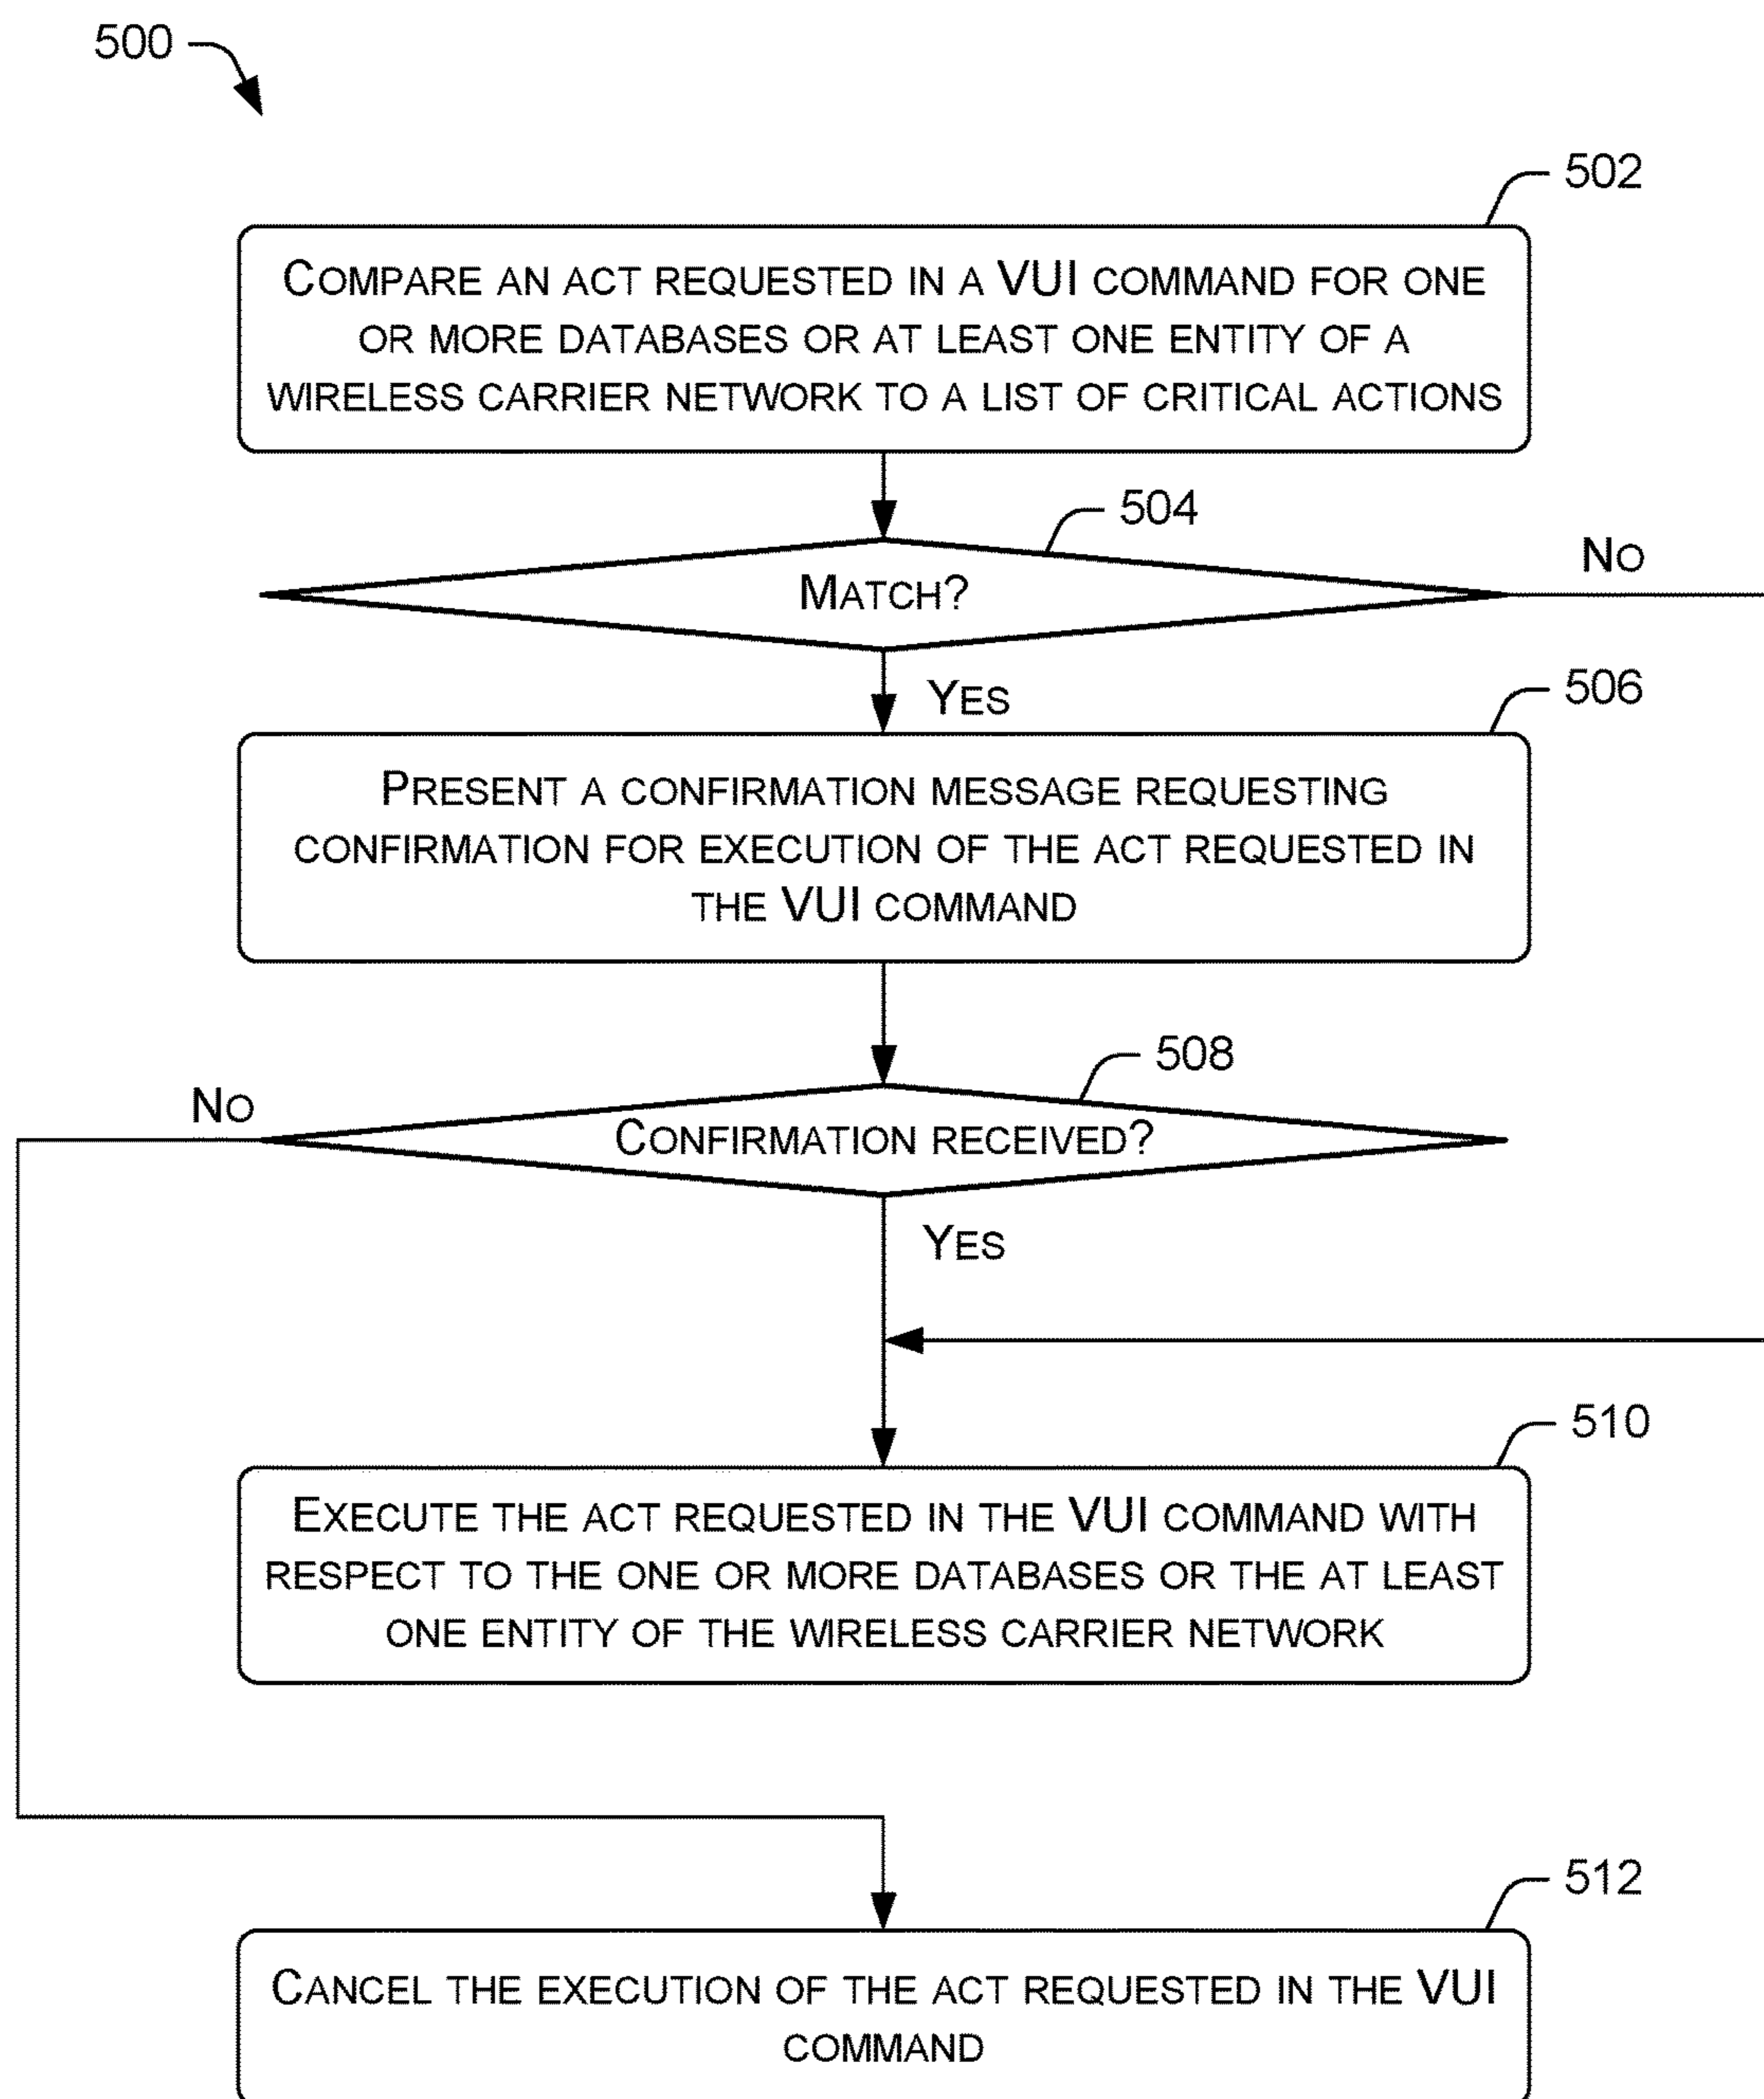 500
502
COMPARE AN ACT REQUESTED IN A VUI COMMAND FOR ONE
OR MORE DATABASES OR AT LEAST ONE ENTITY OF A
WIRELESS CARRIER NETWORK TO A LIST OF CRITICAL ACTIONS
504
MATCH?
NO
YES
506
PRESENT A CONFIRMATION MESSAGE REQUESTING
CONFIRMATION FOR EXECUTION OF THE ACT REQUESTED IN
THE VUI COMMAND
508
NO
CONFIRMATION RECEIVED?
YES
510
EXECUTE THE ACT REQUESTED IN THE VUI COMMAND WITH
RESPECT TO THE ONE OR MORE DATABASES OR THE AT LEAST
ONE ENTITY OF THE WIRELESS CARRIER NETWORK
512
CANCEL THE EXECUTION OF THE ACT REQUESTED IN THE VUI
COMMAND